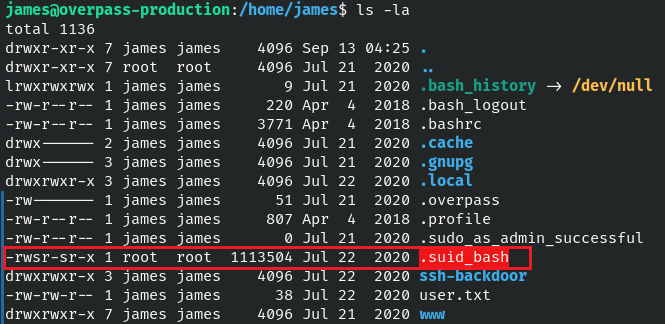 james@overpass-production:/home/james$ ls -la
total 1136
drwxr-xr-x 7 james james    4096 Sep 13 04:25 .
drwxr-xr-x 7 root  root     4096 Jul 21  2020 ..
lrwxrwxrwx 1 james james       9 Jul 21  2020 .bash_history -> /dev/null
-rw-r--r-- 1 james james     220 Apr  4  2018 .bash_logout
-rw-r--r-- 1 james james    3771 Apr  4  2018 .bashrc
drwx------ 2 james james    4096 Jul 21  2020 .cache
drwx------ 3 james james    4096 Jul 21  2020 .gnupg
drwxrwxr-x 3 james james    4096 Jul 22  2020 .local
-rw------- 1 james james      51 Jul 21  2020 .overpass
-rw-r--r-- 1 james james     807 Apr  4  2018 .profile
-rw-r--r-- 1 james james       0 Jul 21  2020 .sudo_as_admin_successful
-rwsr-sr-x 1 root  root  1113504 Jul 22  2020 .suid_bash
drwxrwxr-x 3 james james    4096 Jul 22  2020 ssh-backdoor
-rw-rw-r-- 1 james james      38 Jul 22  2020 user.txt
drwxrwxr-x 7 james james    4096 Jul 21  2020 www